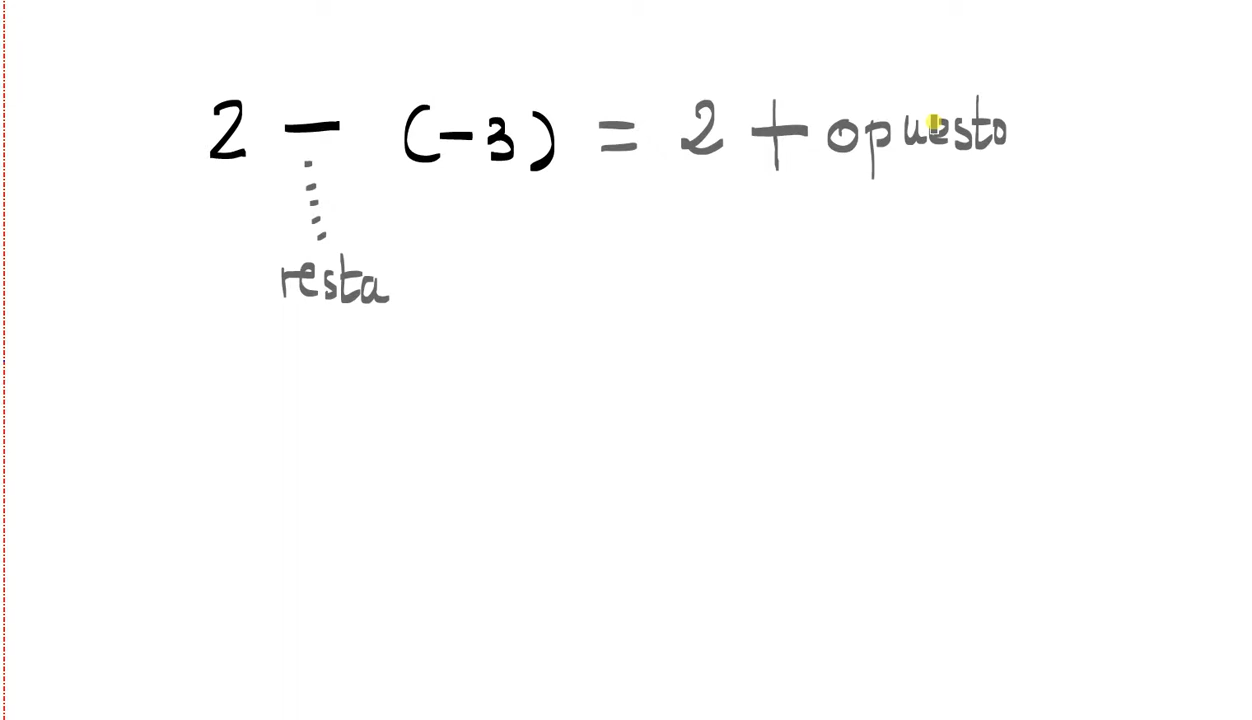 2 − (−3) = 2 + opuesto
resta